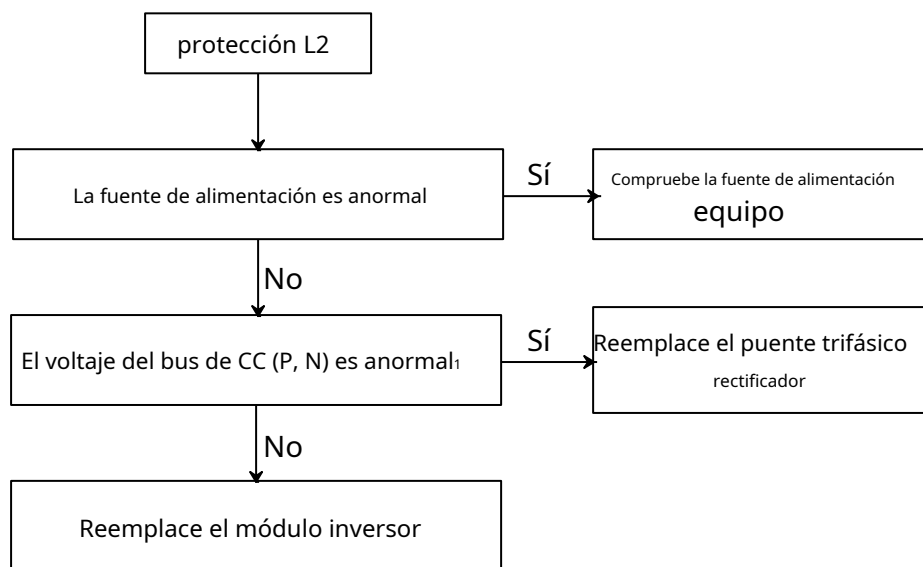 protección L2
La fuente de alimentación es anormal
Sí
Compruebe la fuente de alimentación
equipo
No
El voltaje del bus de CC (P, N) es anormal1
Sí
Reemplace el puente trifásico
rectificador
No
Reemplace el módulo inversor